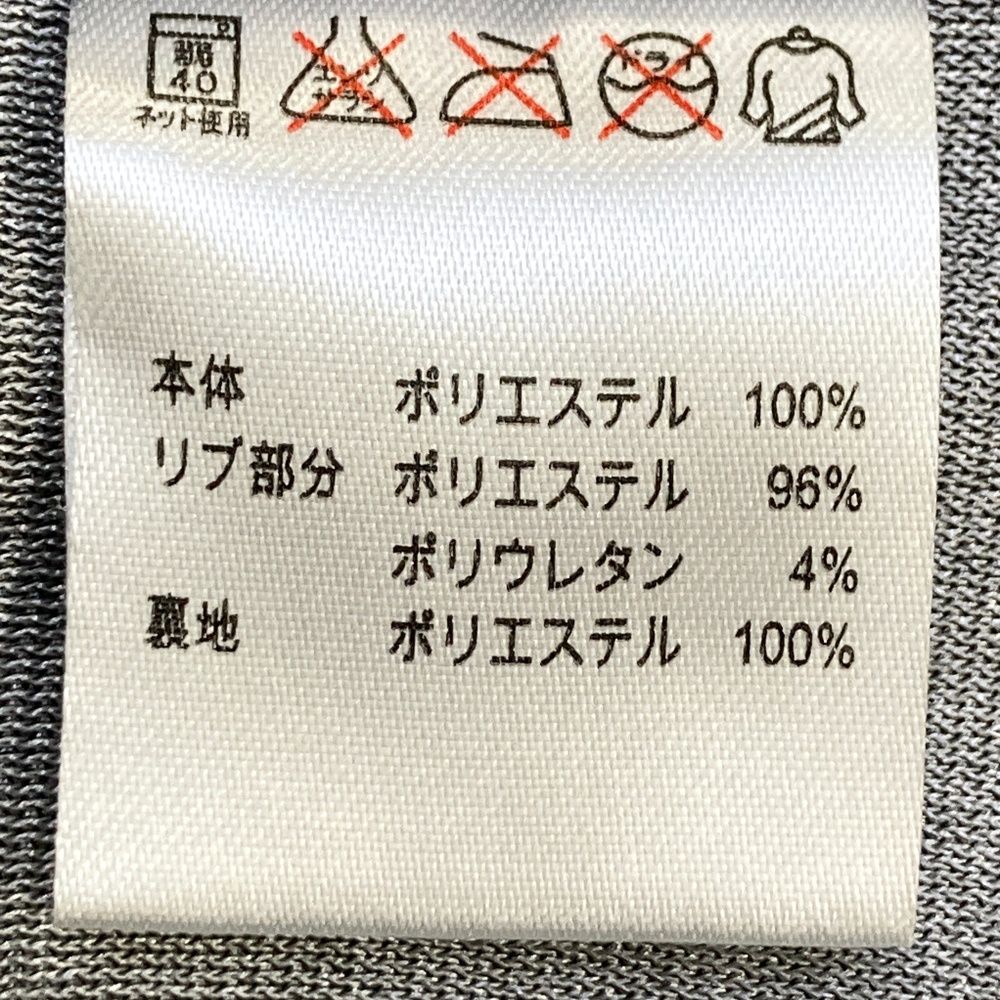 40
ネット使用
エンソ
サラシ
ドライ
本体 ポリエステル 100%
リブ部分 ポリエステル 96%
ポリウレタン 4%
裏地 ポリエステル 100%